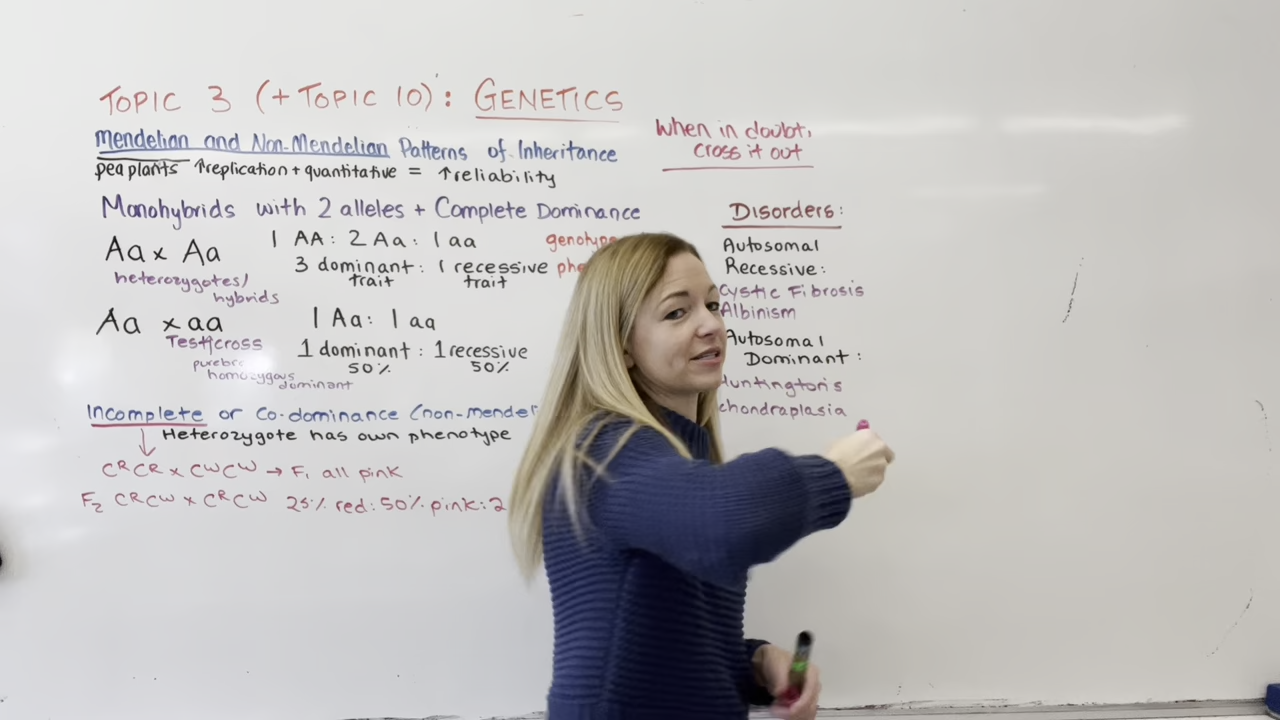 TOPIC 3 (+ TOPIC 10): GENETICS
Mendelian and Non-Mendelian Patterns of Inheritance
pea plants ↑replication + quantitative = ↑reliability
When in doubt,
cross it out
Monohybrids with 2 alleles + Complete Dominance
Aa x Aa
heterozygotes/
hybrids
1 AA : 2 Aa : 1 aa
3 dominant : 1 recessive
trait trait
Aa x aa
Testcross
homozygous
dominant
1 Aa : 1 aa
1 dominant : 1 recessive
50% 50%
Incomplete or Co-dominance
Heterozygote has own phenotype
CRCR x CWCW → F1 all pink
F2 CRCW x CRCW 25% red: 50% pink: 2
Disorders:
Autosomal
Recessive:
Cystic Fibrosis
Albinism
Autosomal
Dominant:
untington's
chondraplasia